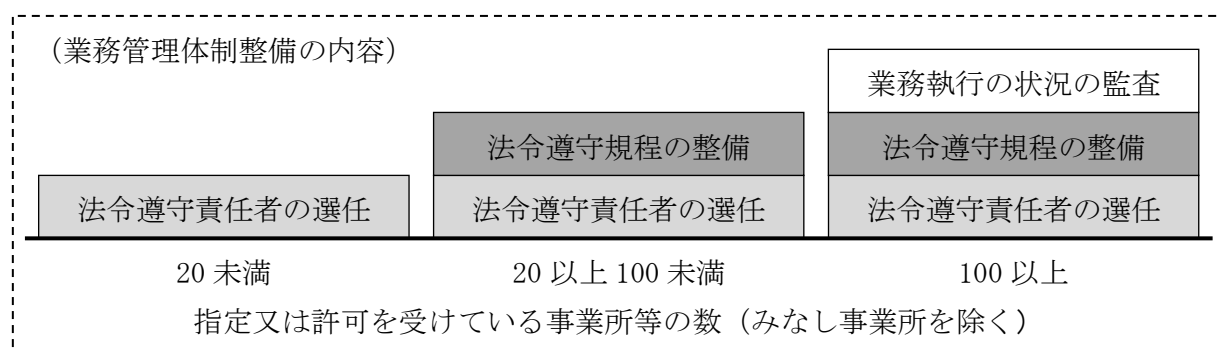 （業務管理体制整備の内容）
業務執行の状況の監査
法令遵守規程の整備 法令遵守規程の整備
法令遵守責任者の選任 法令遵守責任者の選任 法令遵守責任者の選任
20 未満 20 以上 100 未満 100 以上
指定又は許可を受けている事業所等の数（みなし事業所を除く）